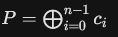 P = ⨁_{i=0}^{n−1} c_i